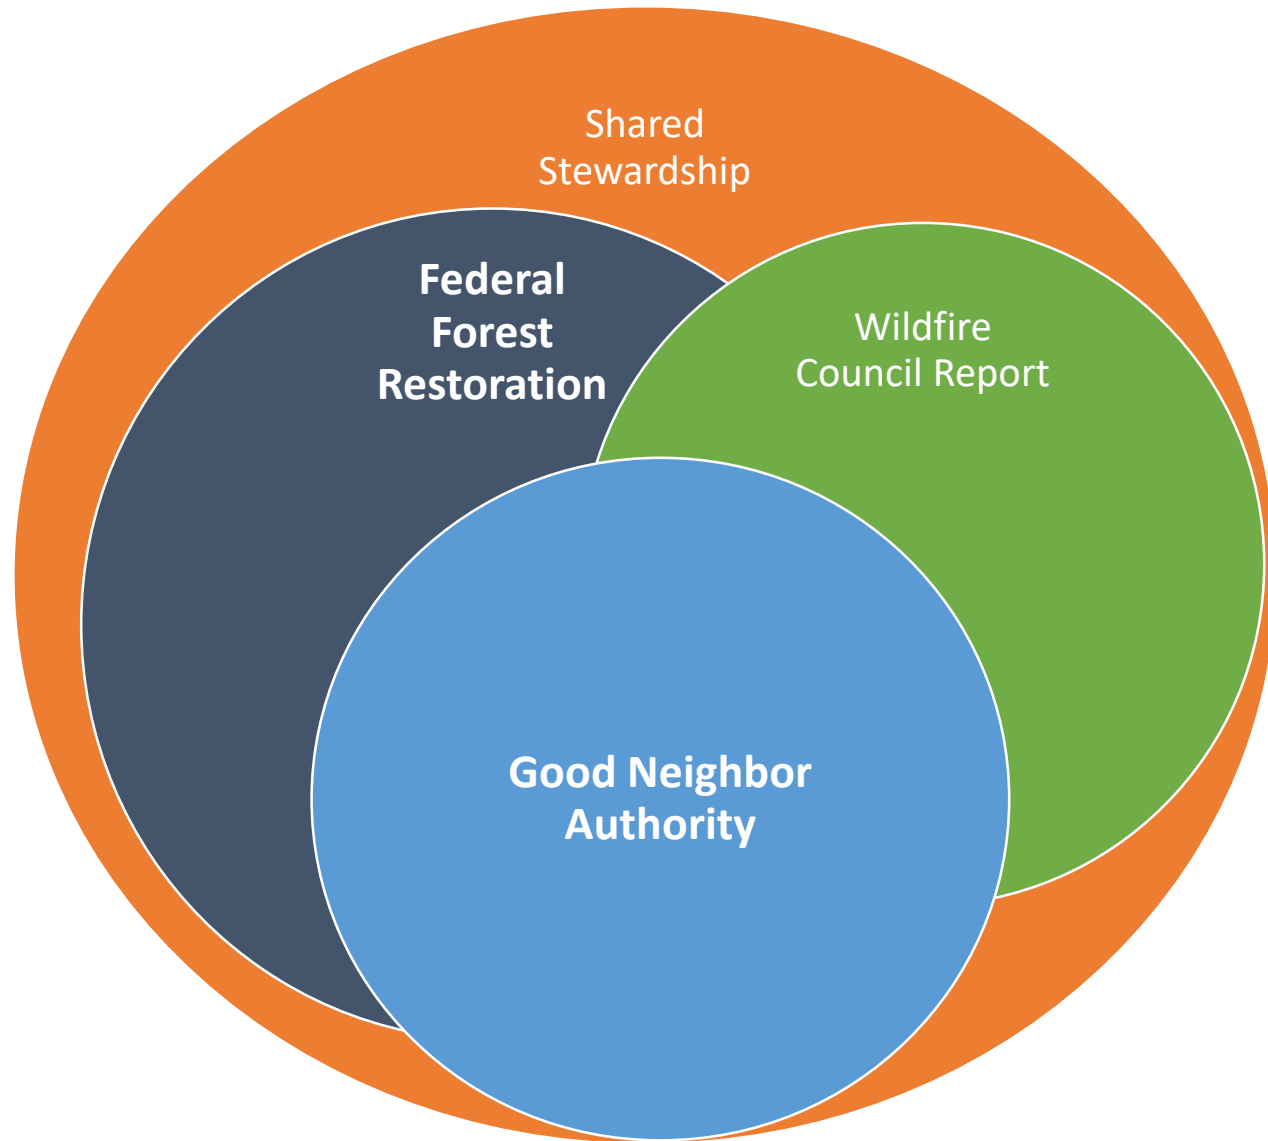 Shared
Stewardship
Federal
Forest
Restoration
Wildfire
Council Report
Good Neighbor
Authority